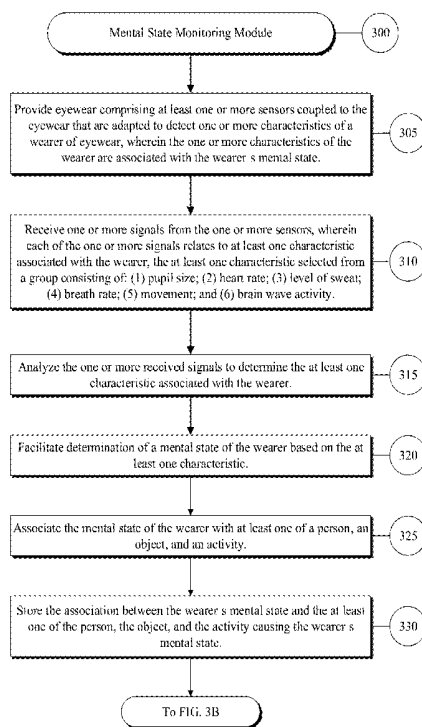 Mental State Monitoring Module
300
Provide eyewear comprising at least one or more sensors coupled to the
eyewear that are adapted to detect one or more characteristics of a
wearer of eyewear, wherein the one or more characteristics of the
wearer are associated with the wearer s mental state.
305
Receive one or more signals from the one or more sensors, wherein
each of the one or more signals relates to at least one characteristic
associated with the wearer, the at least one characteristic selected from
a group consisting of: (1) pupil size; (2) heart rate; (3) level of sweat;
(4) breath rate; (5) movement; and (6) brain wave activity.
310
Analyze the one or more received signals to determine the at least one
characteristic associated with the wearer.
315
Facilitate determination of a mental state of the wearer based on the at
least one characteristic.
320
Associate the mental state of the wearer with at least one of a person, an
object, and an activity.
325
Store the association between the wearer s mental state and the at least
one of the person, the object, and the activity causing the wearer s
mental state.
330
To FIG. 3B